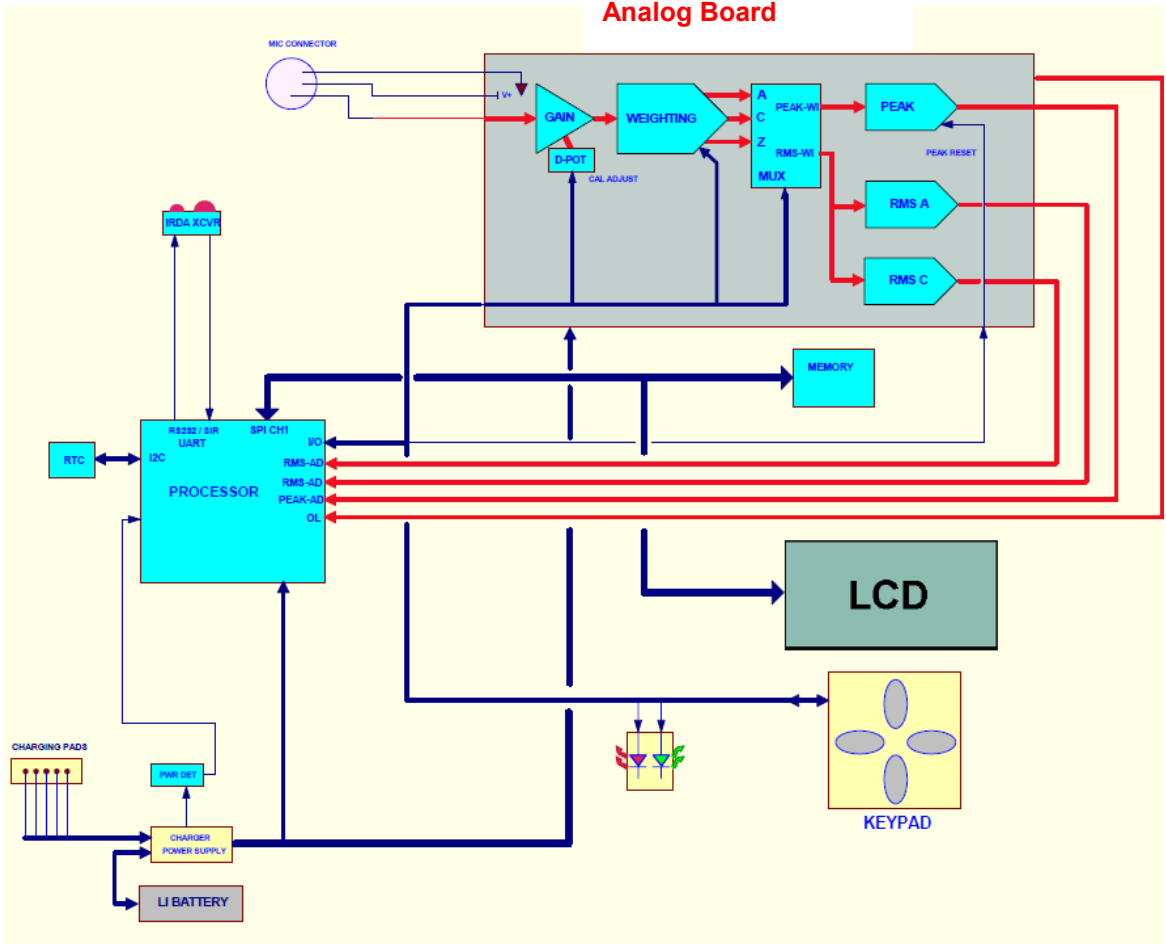 Analog Board
MIC CONNECTOR
V+
GAIN
WEIGHTING
A
C
Z
PEAK-WI
RMS-WI
MUX
PEAK
PEAK RESET
D-POT
CAL ADJUST
RMS A
RMS C
IRDA XCVR
MEMORY
RS232 / SIR
UART
SPI CH1
I/O
I2C
RTC
RMS-AD
RMS-AD
PEAK-AD
OL
PROCESSOR
LCD
KEYPAD
CHARGING PADS
PWR DET
CHARGER
POWER SUPPLY
LI BATTERY